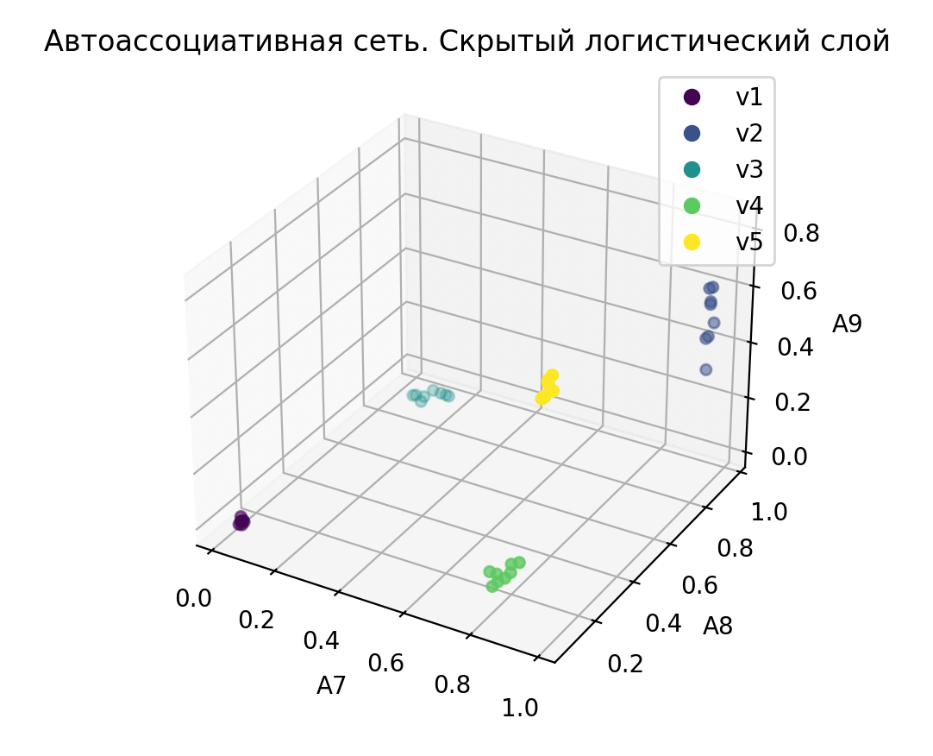 Автоассоциативная сеть. Скрытый логистический слой
v1
v2
v3
v4
v5
0.8
0.6
0.4
0.2
0.0
A9
1.0
0.8
0.6
0.4
0.2
A8
0.0
0.2
0.4
0.6
0.8
1.0
A7